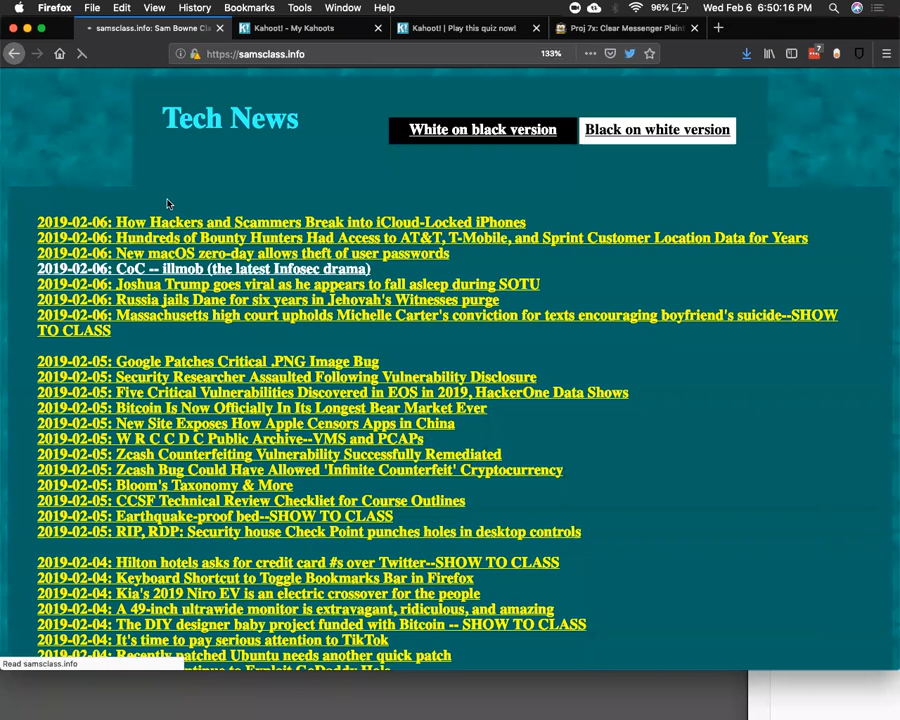 Firefox File Edit View History Bookmarks Tools Window Help 96% Wed Feb 6 6:50:16 PM
samsclass.info: Sam Bowne Cl Kahoot! - My Kahoots Kahoot! | Play this quiz now! Proj 7x: Clear Messenger Plain
https://samsclass.info 133% 7
Tech News
White on black version Black on white version
2019-02-06: How Hackers and Scammers Break into iCloud-Locked iPhones
2019-02-06: Hundreds of Bounty Hunters Had Access to AT&T, T-Mobile, and Sprint Customer Location Data for Years
2019-02-06: New macOS zero-day allows theft of user passwords
2019-02-06: CoC -- illmob (the latest Infosec drama)
2019-02-06: Joshua Trump goes viral as he appears to fall asleep during SOTU
2019-02-06: Russia jails Dane for six years in Jehovah's Witnesses purge
2019-02-06: Massachusetts high court upholds Michelle Carter's conviction for texts encouraging boyfriend's suicide--SHOW
TO CLASS
2019-02-05: Google Patches Critical .PNG Image Bug
2019-02-05: Security Researcher Assaulted Following Vulnerability Disclosure
2019-02-05: Five Critical Vulnerabilities Discovered in EOS in 2019, HackerOne Data Shows
2019-02-05: Bitcoin Is Now Officially In Its Longest Bear Market Ever
2019-02-05: New Site Exposes How Apple Censors Apps in China
2019-02-05: W R C C D C Public Archive--VMS and PCAPs
2019-02-05: Zcash Counterfeiting Vulnerability Successfully Remediated
2019-02-05: Zcash Bug Could Have Allowed 'Infinite Counterfeit' Cryptocurrency
2019-02-05: Bloom's Taxonomy & More
2019-02-05: CCSF Technical Review Checklist for Course Outlines
2019-02-05: Earthquake-proof bed--SHOW TO CLASS
2019-02-05: RIP, RDP: Security house Check Point punches holes in desktop controls
2019-02-04: Hilton hotels asks for credit card #s over Twitter--SHOW TO CLASS
2019-02-04: Keyboard Shortcut to Toggle Bookmarks Bar in Firefox
2019-02-04: Kia's 2019 Niro EV is an electric crossover for the people
2019-02-04: A 49-inch ultrawide monitor is extravagant, ridiculous, and amazing
2019-02-04: The DIY designer baby project funded with Bitcoin -- SHOW TO CLASS
2019-02-04: It's time to pay serious attention to TikTok
2019-02-04: Recently patched Ubuntu needs another quick patch
Read samsclass.info